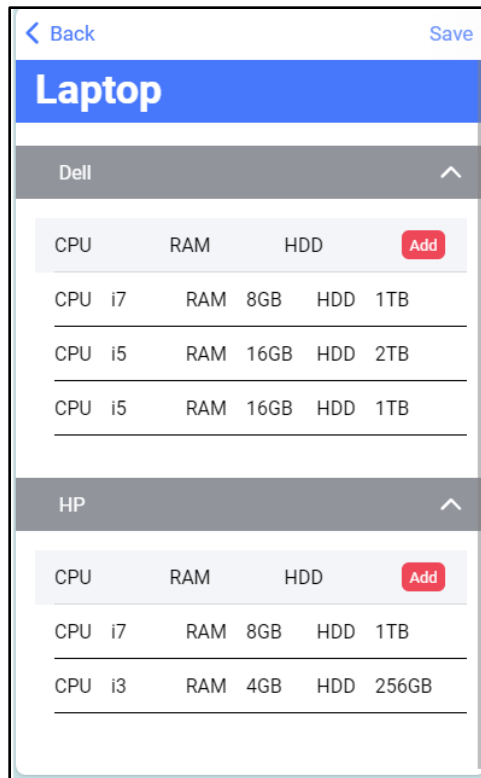 Back Save
Laptop
Dell
CPU RAM HDD Add
CPU i7 RAM 8GB HDD 1TB
CPU i5 RAM 16GB HDD 2TB
CPU i5 RAM 16GB HDD 1TB
HP
CPU RAM HDD Add
CPU i7 RAM 8GB HDD 1TB
CPU i3 RAM 4GB HDD 256GB